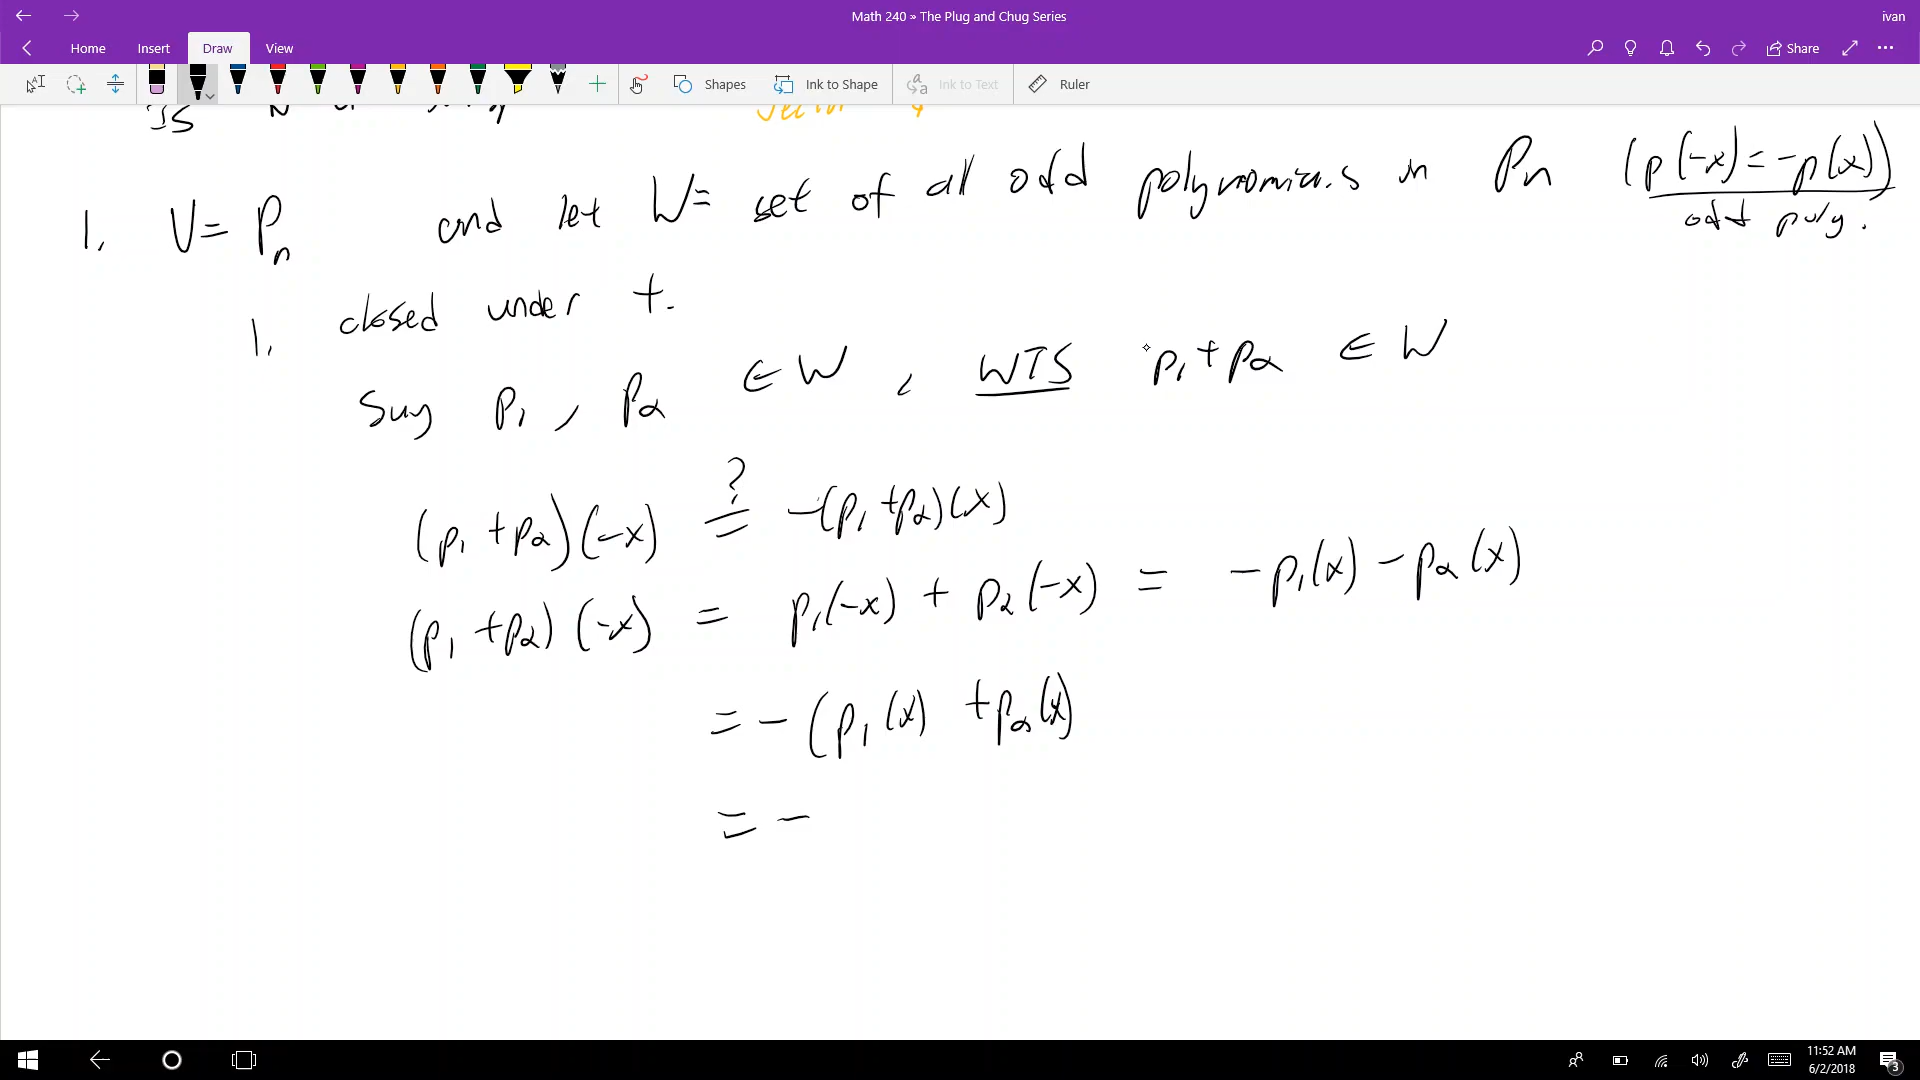 Math 240 » The Plug and Chug Series
ivan
Home Insert Draw View
Share
Shapes Ink to Shape Ink to Text Ruler
Is
1. V = Pn and let W = set of all odd polynomials in Pn (p(-x) = -p(x))
odd poly.
1. closed under +.
Say p1, p2 ∈ W, WTS p1 + p2 ∈ W
(p1 + p2)(-x) ?= -(p1 + p2)(x)
(p1 + p2)(-x) = p1(-x) + p2(-x) = -p1(x) - p2(x)
= -(p1(x) + p2(x)
= -
11:52 AM
6/2/2018
3